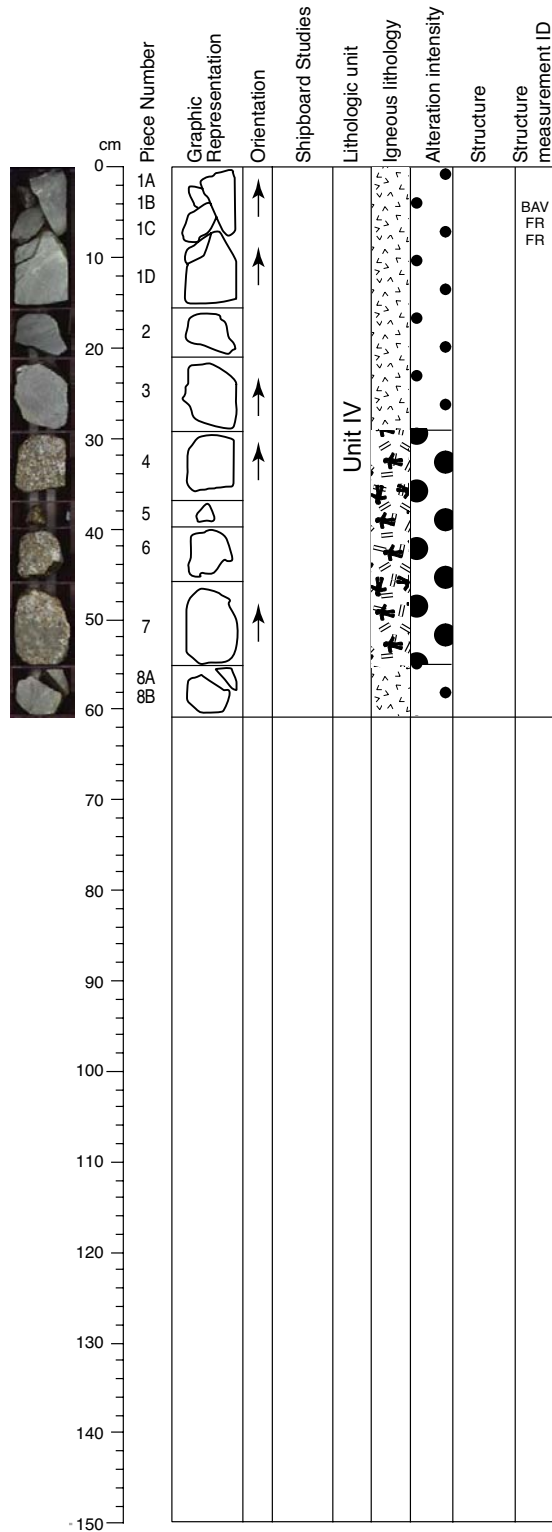 cm
Piece Number
Graphic
Representation
Orientation
Shipboard Studies
Lithologic unit
Igneous lithology
Alteration intensity
Structure
Structure
measurement ID
0
10
20
30
40
50
60
70
80
90
100
110
120
130
140
150
1A
1B
1C
1D
2
3
4
5
6
7
8A
8B
Unit IV
BAV
FR
FR